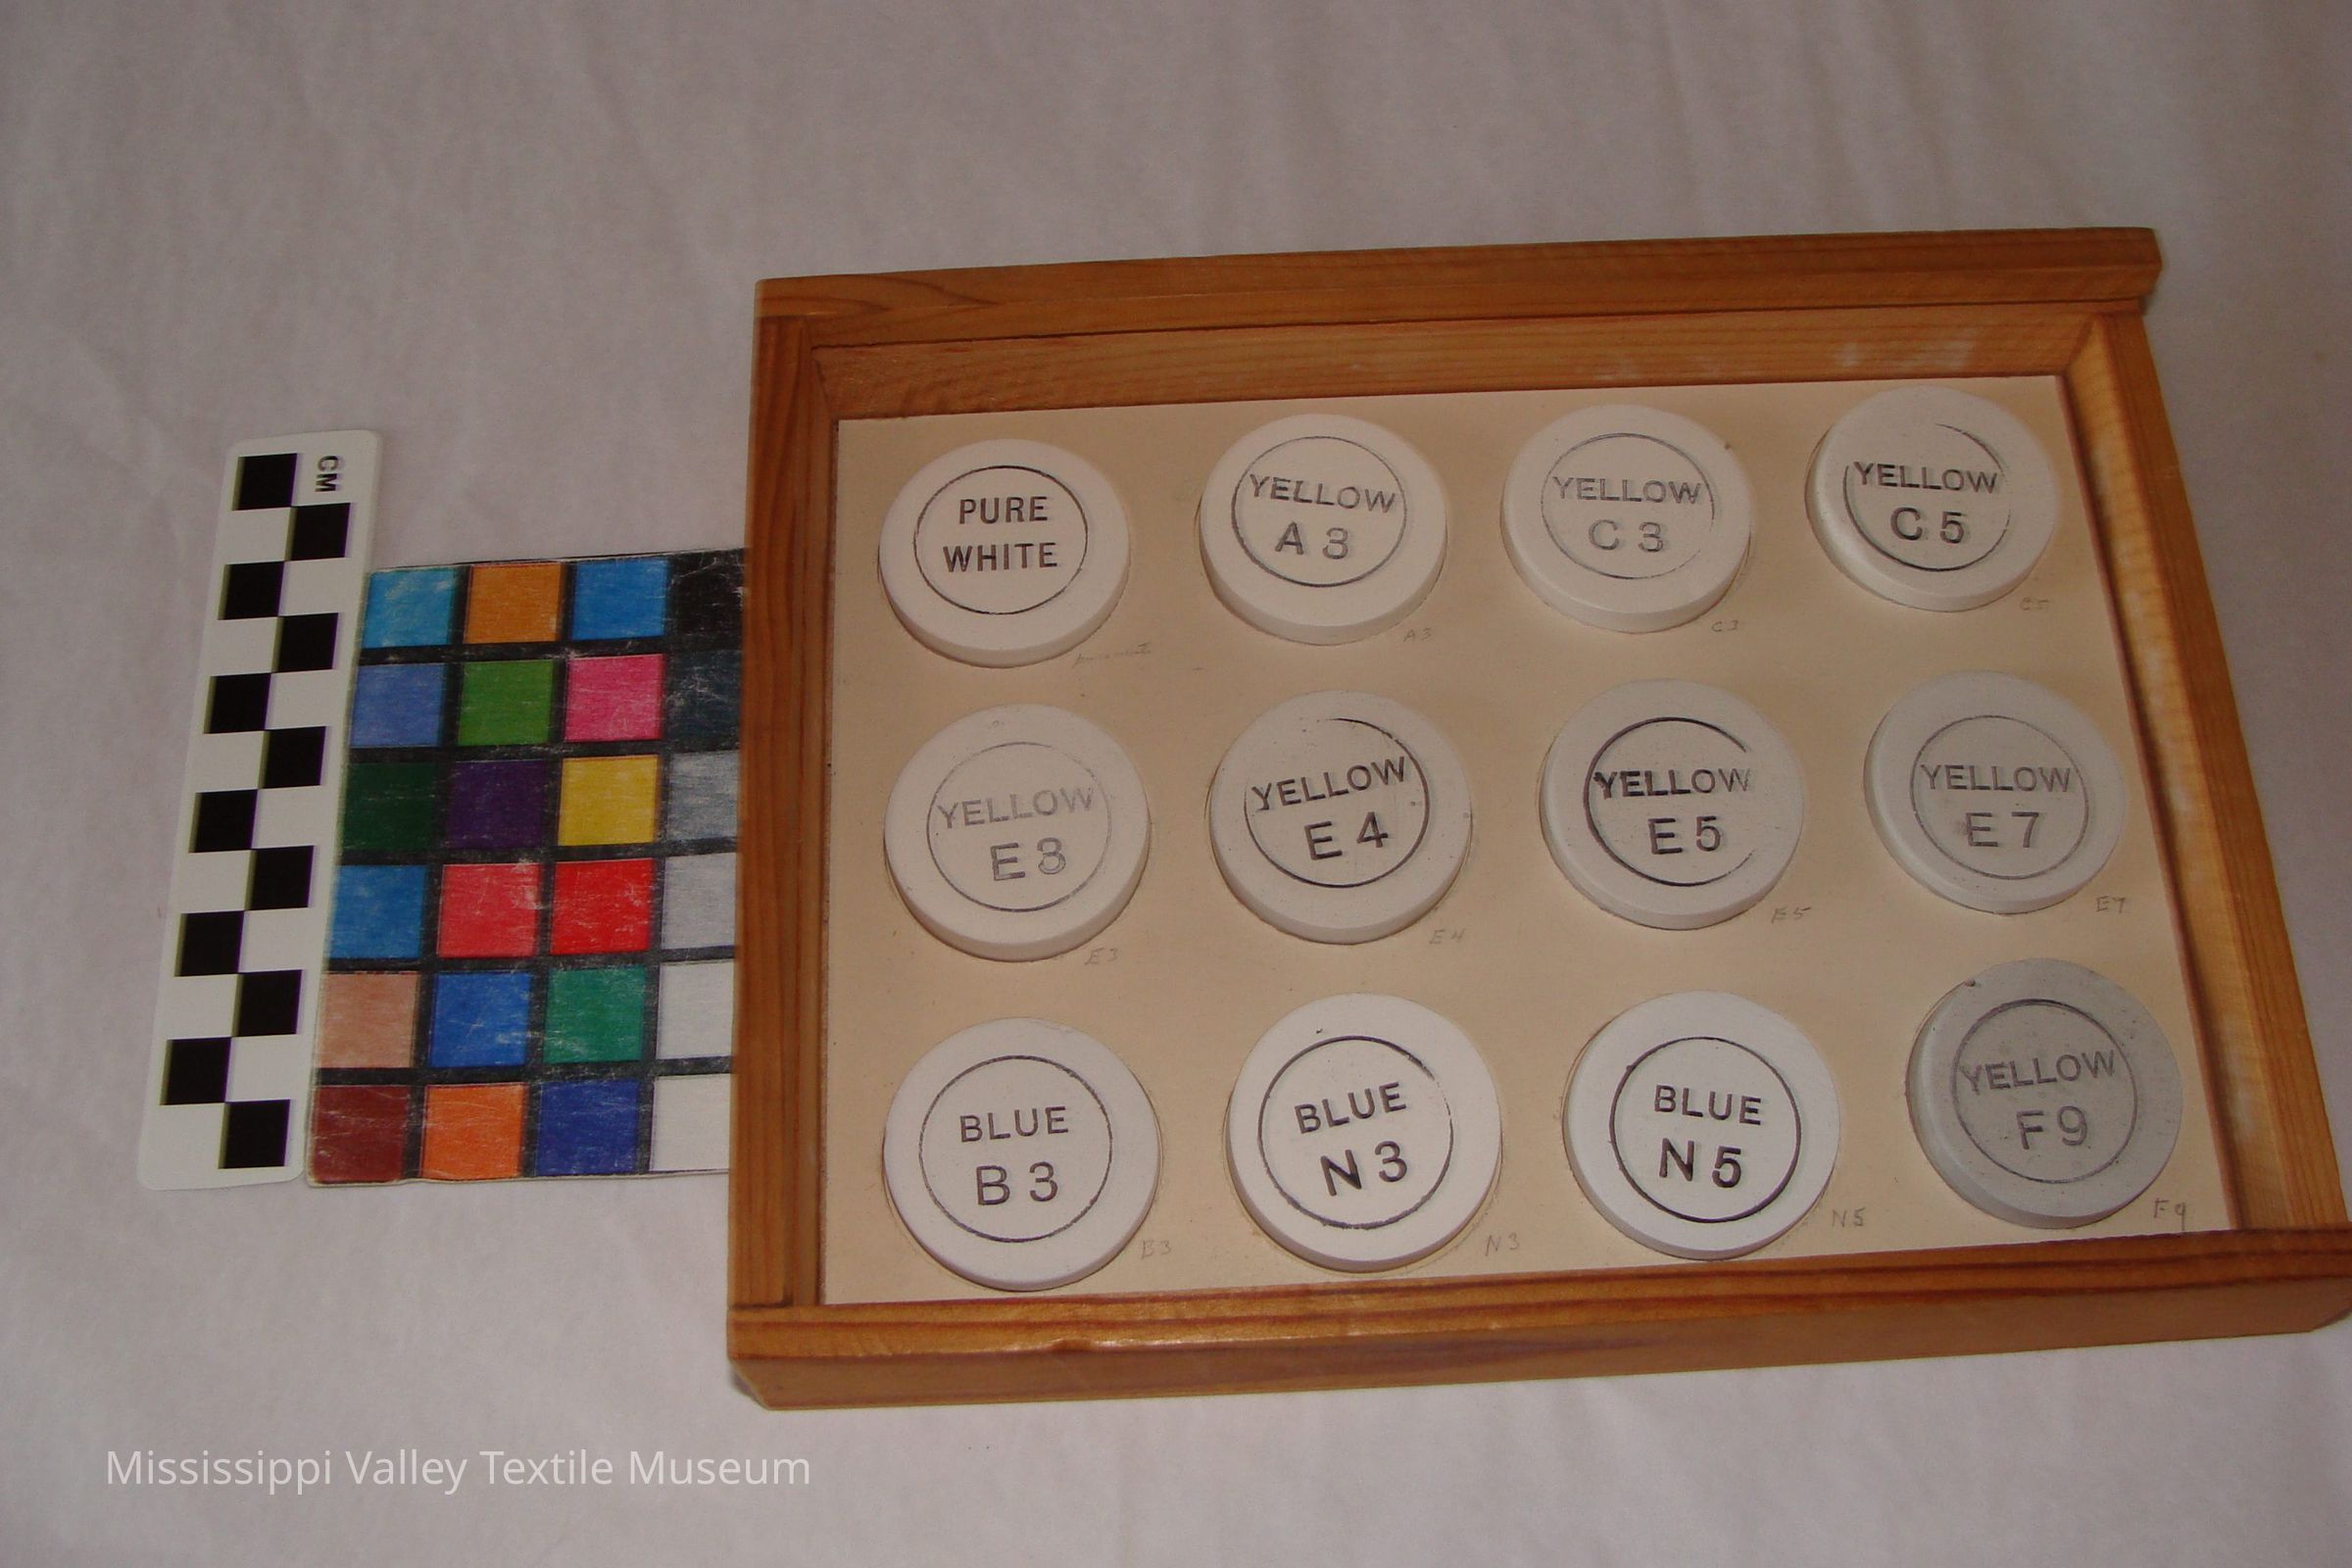 CM
PURE
WHITE
YELLOW
A 3
YELLOW
C 3
YELLOW
C 5
pure white
A3
C3
C5
YELLOW
E 3
YELLOW
E 4
YELLOW
E 5
YELLOW
E 7
E3
E4
E5
E7
BLUE
B 3
BLUE
N 3
BLUE
N 5
YELLOW
F 9
B3
N3
N5
F9
Mississippi Valley Textile Museum